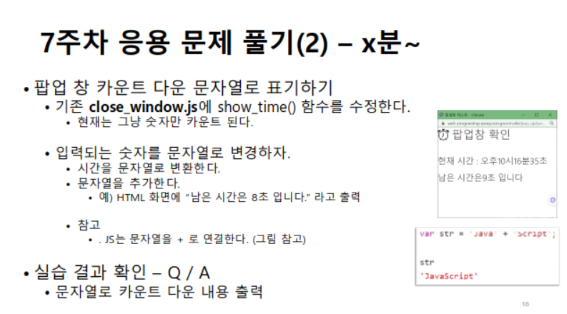 7주차 응용 문제 풀기(2) – x분~
• 팝업 창 카운트 다운 문자열로 표기하기
• 기존 close_window.js에 show_time() 함수를 수정한다.
• 현재는 그냥 숫자만 카운트 된다.
• 입력되는 숫자를 문자열로 변경하자.
• 시간을 문자열로 변환한다.
• 문자열을 추가한다.
• 예) HTML 화면에 “남은 시간은 8초 입니다.” 라고 출력
• 참고
• . JS는 문자열을 + 로 연결한다. (그림 참고)
• 실습 결과 확인 – Q / A
• 문자열로 카운트 다운 내용 출력
팝업창 확인
현재 시간 : 오후10시16분35초
남은 시간은9초 입니다
var str = 'Java' + 'Script';
str
'JavaScript'